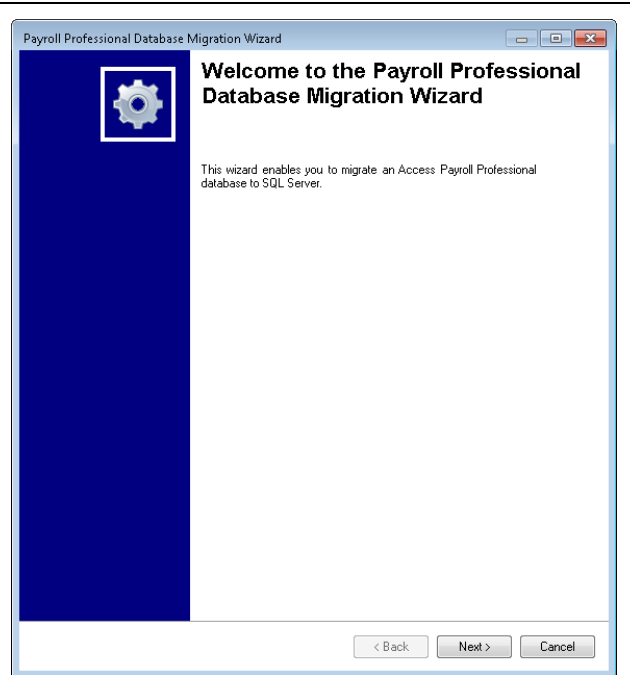 Payroll Professional Database Migration Wizard
Welcome to the Payroll Professional
Database Migration Wizard
This wizard enables you to migrate an Access Payroll Professional
database to SQL Server.
< Back
Next >
Cancel